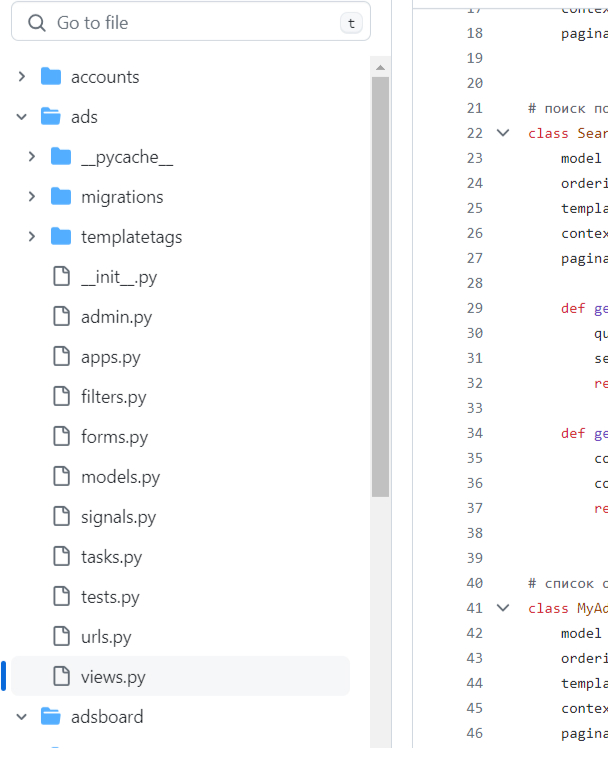 Go to file
t
accounts
ads
__pycache__
migrations
templatetags
__init__.py
admin.py
apps.py
filters.py
forms.py
models.py
signals.py
tasks.py
tests.py
urls.py
views.py
adsboard
17 contex
18 pagina
19
20
21 # поиск по
22 class Sear
23 model
24 orderi
25 templa
26 contex
27 pagina
28
29 def ge
30 qu
31 se
32 re
33
34 def ge
35 co
36 co
37 re
38
39
40 # список о
41 class MyAd
42 model
43 orderi
44 templa
45 contex
46 pagina